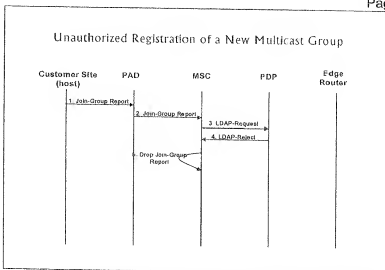 Pag
Unauthorized Registration of a New Multicast Group
Customer Site
(host)
PAD
MSC
PDP
Edge
Router
1. Join-Group Report
2. Join-Group Report
3. LDAP-Request
4. LDAP-Reject
Drop Join-Group
Report